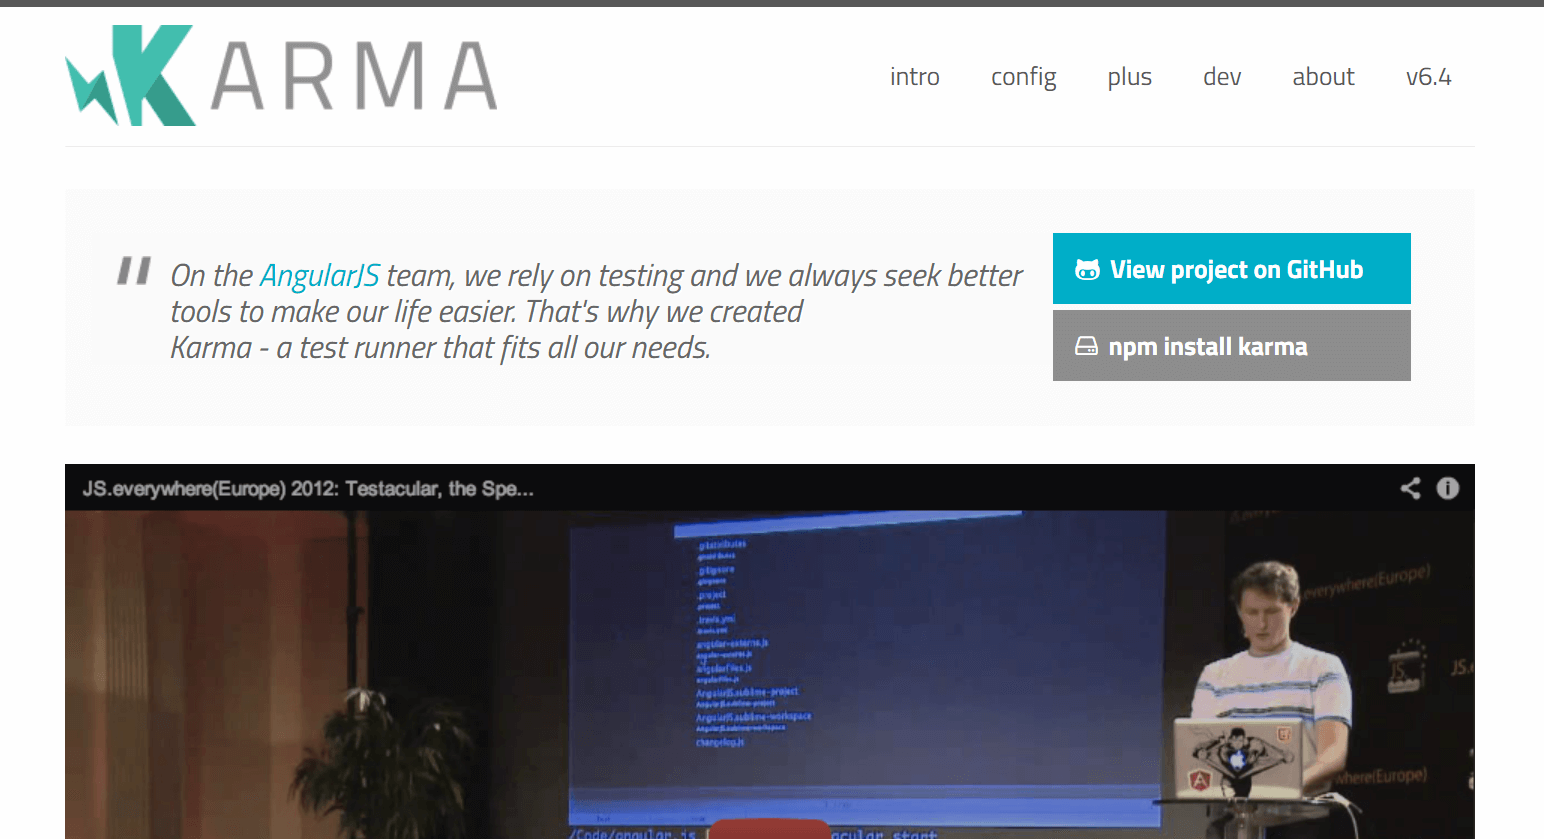 KARMA
intro config plus dev about v6.4
" On the AngularJS team, we rely on testing and we always seek better
tools to make our life easier. That's why we created
Karma - a test runner that fits all our needs.
View project on GitHub
npm install karma
JS.everywhere(Europe) 2012: Testacular, the Spe...
.gitattributes
.gitignore
.project
.travis.yml
angular-externs.js
angularFiles.js
AngularJS.sublime-project
AngularJS.sublime-workspace
changelog.js
.everywhere(Europe)
JS.
where(Europe)
/Code/angular.js
acular start